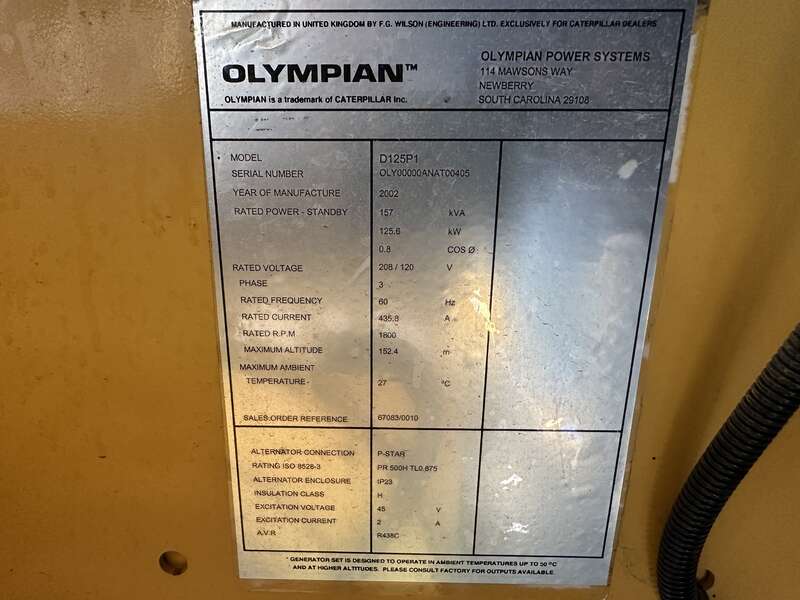 MANUFACTURED IN UNITED KINGDOM BY F.G. WILSON (ENGINEERING) LTD. EXCLUSIVELY FOR CATERPILLAR DEALERS
OLYMPIAN™
OLYMPIAN is a trademark of CATERPILLAR Inc.
OLYMPIAN POWER SYSTEMS
114 MAWSONS WAY
NEWBERRY
SOUTH CAROLINA 29108
MODEL D125P1
SERIAL NUMBER OLY00000ANAT00405
YEAR OF MANUFACTURE 2002
RATED POWER - STANDBY 157 kVA
125.6 kW
0.8 COS Ø
RATED VOLTAGE 208 / 120 V
PHASE 3
RATED FREQUENCY 60 Hz
RATED CURRENT 435.8 A
RATED R.P.M 1800
MAXIMUM ALTITUDE 152.4 m
MAXIMUM AMBIENT
TEMPERATURE- 27 °C
SALES ORDER REFERENCE 67083/0010
ALTERNATOR CONNECTION P-STAR
RATING ISO 8528-3 PR 500H TL0.875
ALTERNATOR ENCLOSURE IP23
INSULATION CLASS H
EXCITATION VOLTAGE 45 V
EXCITATION CURRENT 2 A
A.V.R R438C
* GENERATOR SET IS DESIGNED TO OPERATE IN AMBIENT TEMPERATURES UP TO 50 °C
AND AT HIGHER ALTITUDES. PLEASE CONSULT FACTORY FOR OUTPUTS AVAILABLE.